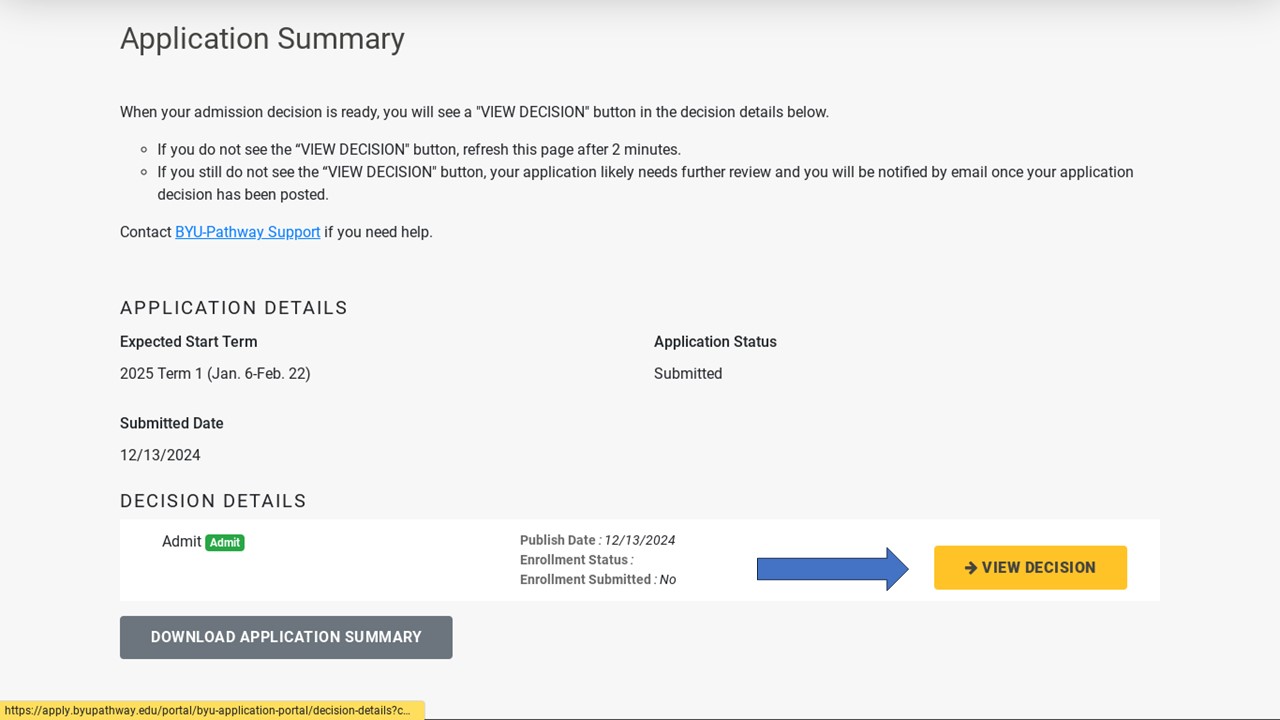 Application Summary
When your admission decision is ready, you will see a "VIEW DECISION" button in the decision details below.
If you do not see the “VIEW DECISION" button, refresh this page after 2 minutes.
If you still do not see the “VIEW DECISION" button, your application likely needs further review and you will be notified by email once your application
decision has been posted.
Contact BYU-Pathway Support if you need help.
APPLICATION DETAILS
Expected Start Term
2025 Term 1 (Jan. 6-Feb. 22)
Application Status
Submitted
Submitted Date
12/13/2024
DECISION DETAILS
Admit Admit
Publish Date : 12/13/2024
Enrollment Status :
Enrollment Submitted : No
VIEW DECISION
DOWNLOAD APPLICATION SUMMARY
https://apply.byupathway.edu/portal/byu-application-portal/decision-details?c...